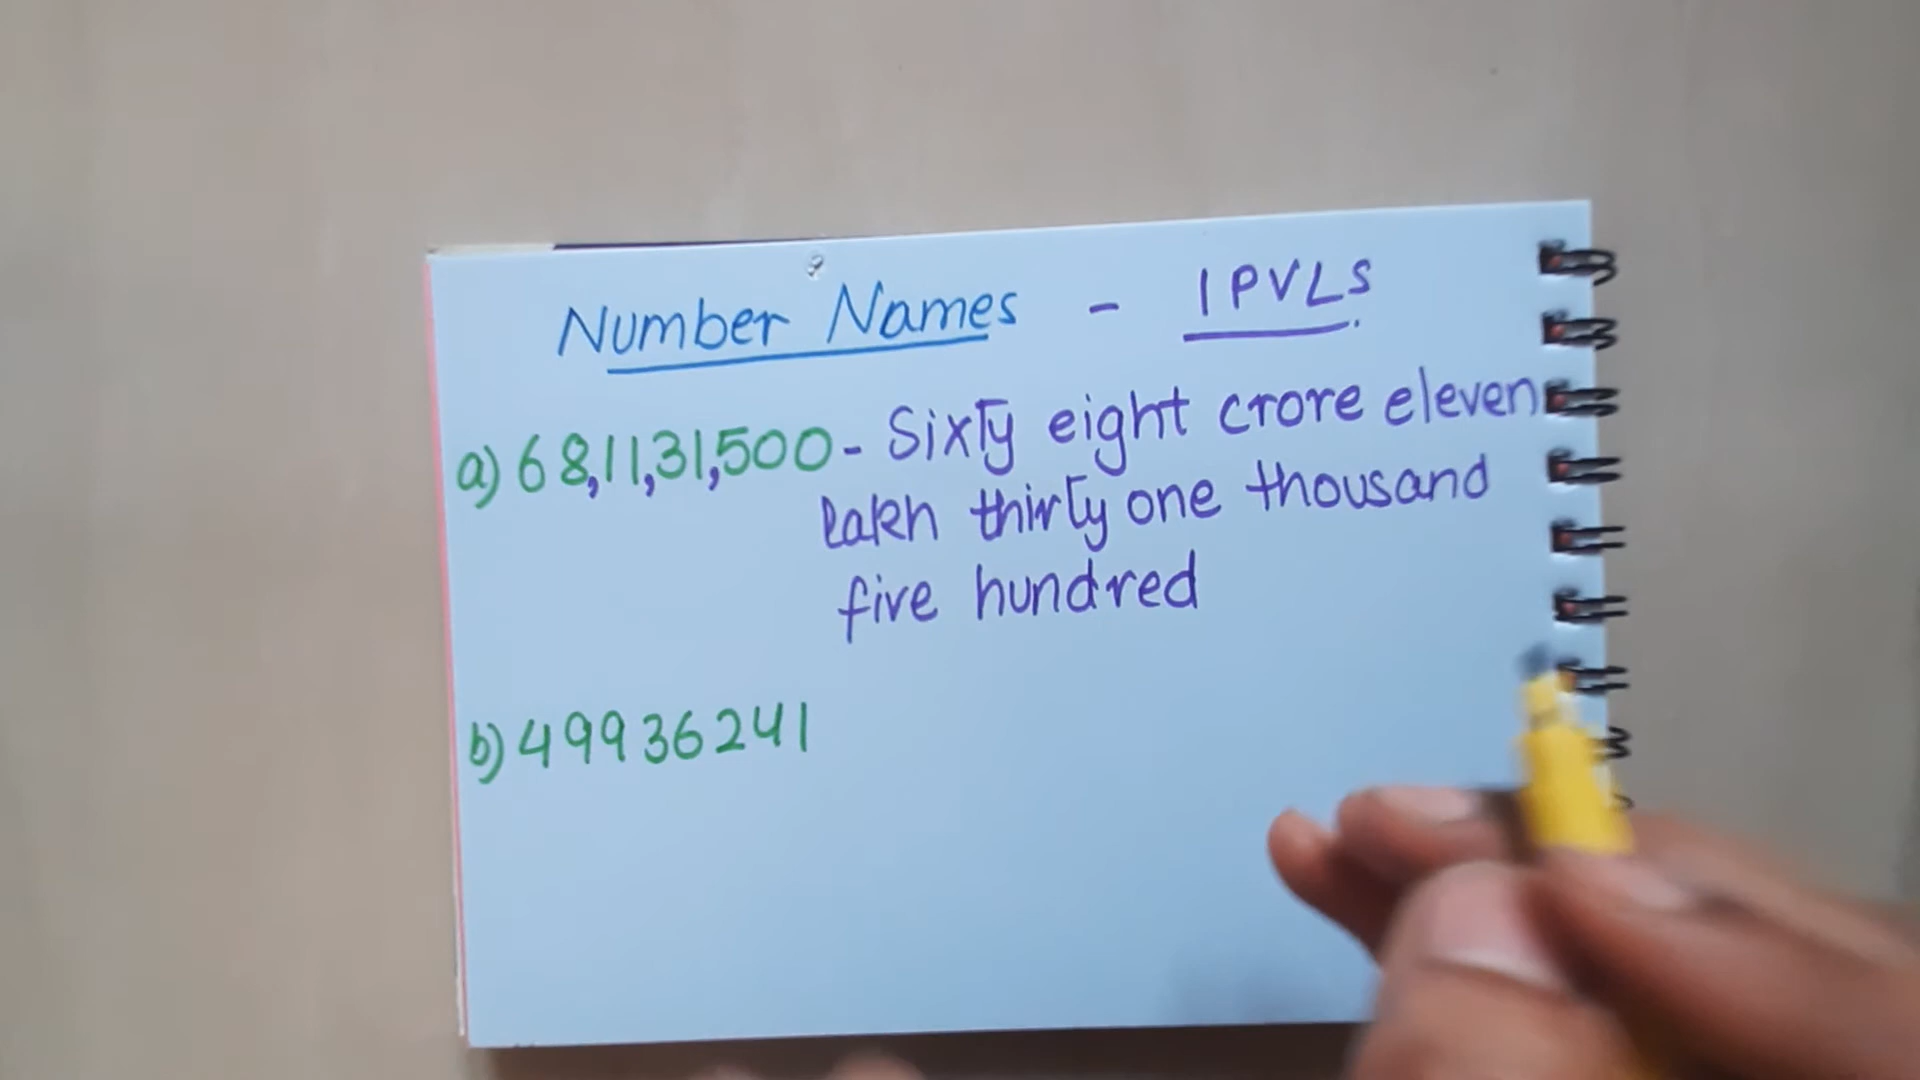 Number Names - IPVLS
a) 68,11,31,500 - Sixty eight crore eleven
lakh thirty one thousand
five hundred
b) 49936241